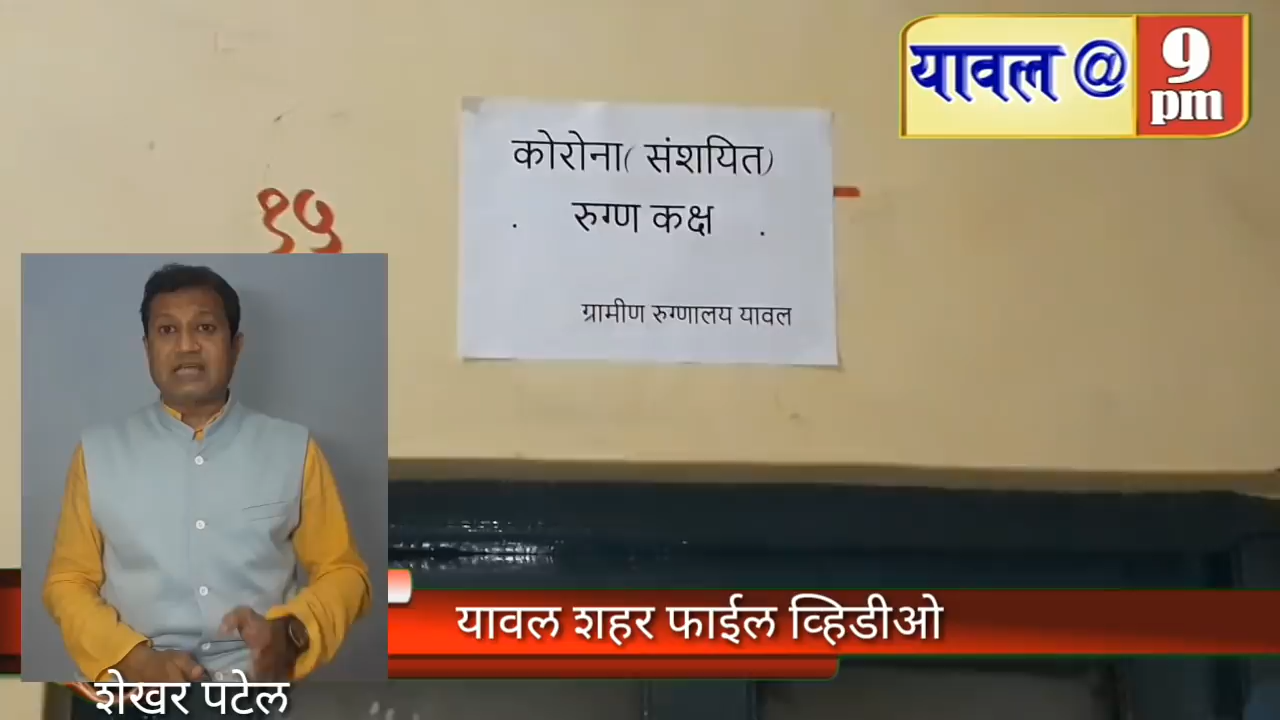 यावल @ 9 pm
कोरोना( संशयित)
रुग्ण कक्ष
ग्रामीण रुग्णालय यावल
१५
यावल शहर फाईल व्हिडीओ
शेखर पटेल